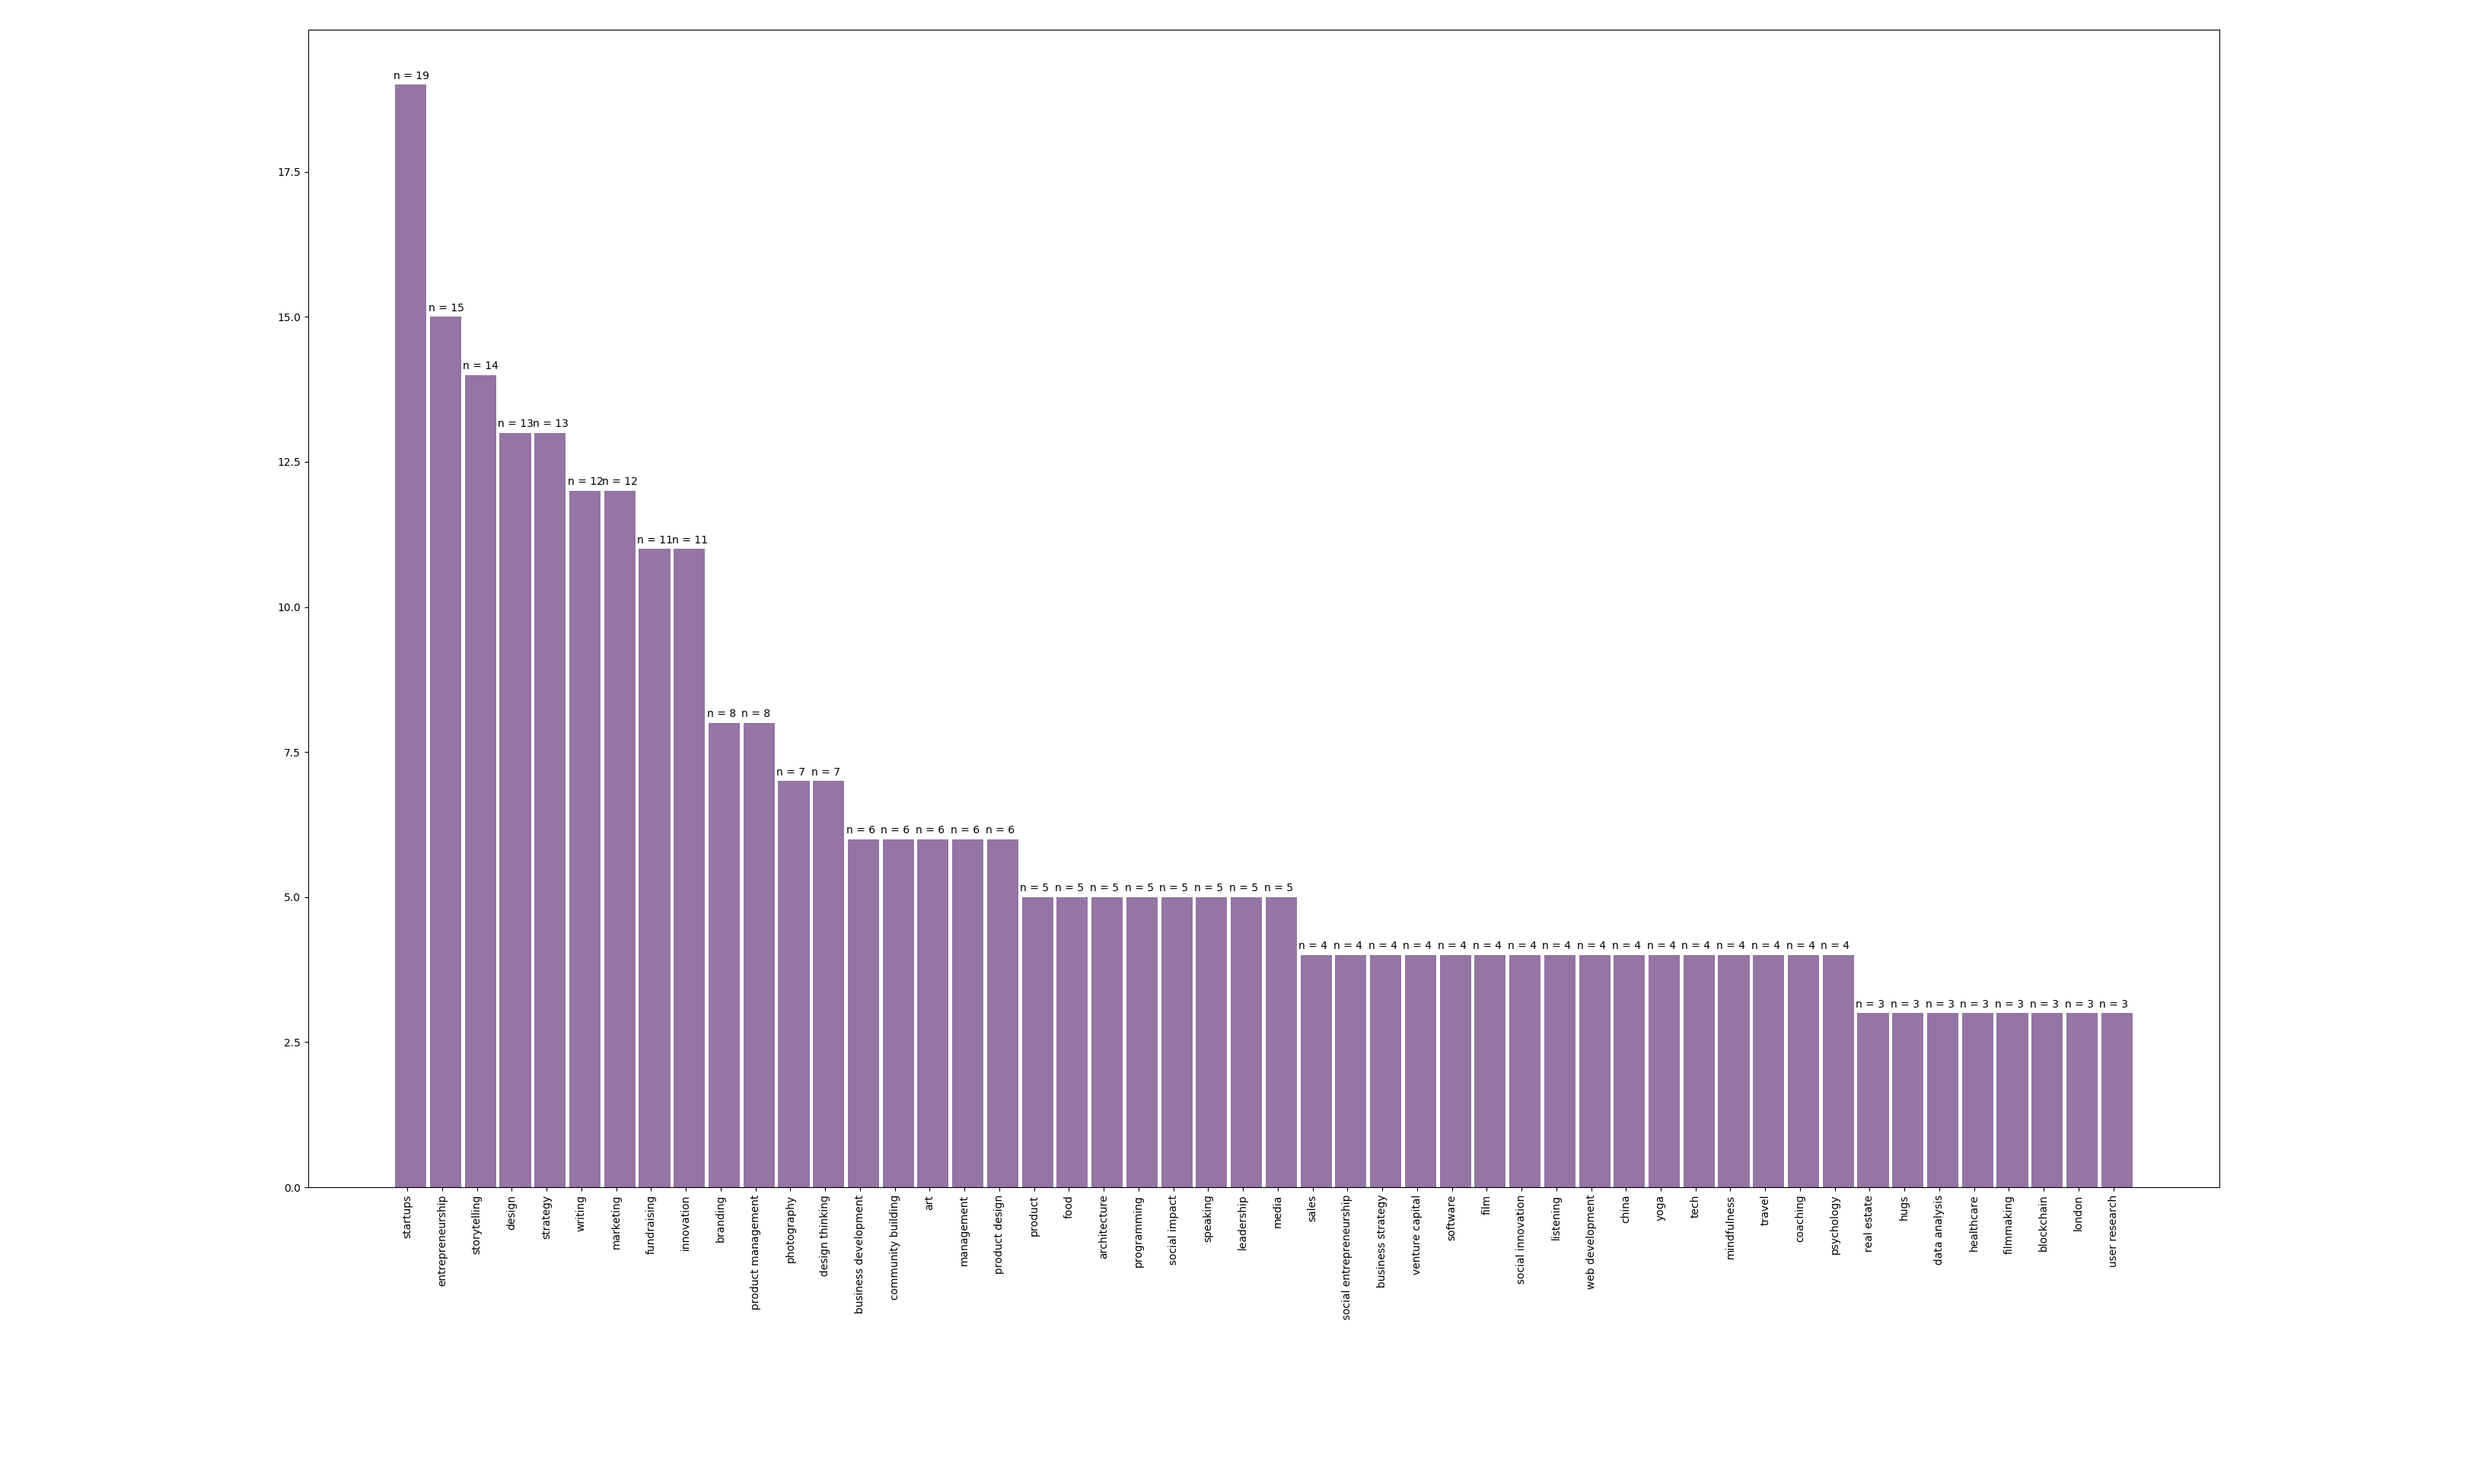 n = 19
n = 15
n = 14
n = 13 n = 13
n = 12 n = 12
n = 11 n = 11
n = 8 n = 8
n = 7 n = 7
n = 6 n = 6 n = 6 n = 6 n = 6
n = 5 n = 5 n = 5 n = 5 n = 5 n = 5 n = 5 n = 5
n = 4 n = 4 n = 4 n = 4 n = 4 n = 4 n = 4 n = 4 n = 4 n = 4 n = 4 n = 4 n = 4 n = 4 n = 4 n = 4
n = 3 n = 3 n = 3 n = 3 n = 3 n = 3 n = 3 n = 3
17.5
15.0
12.5
10.0
7.5
5.0
2.5
0.0
startups
entrepreneurship
storytelling
design
strategy
writing
marketing
fundraising
innovation
branding
product management
photography
design thinking
business development
community building
art
management
product design
product
food
architecture
programming
social impact
speaking
leadership
media
sales
social entrepreneurship
business strategy
venture capital
software
film
social innovation
listening
web development
china
yoga
tech
mindfulness
travel
coaching
psychology
real estate
hugs
data analysis
healthcare
filmmaking
blockchain
london
user research